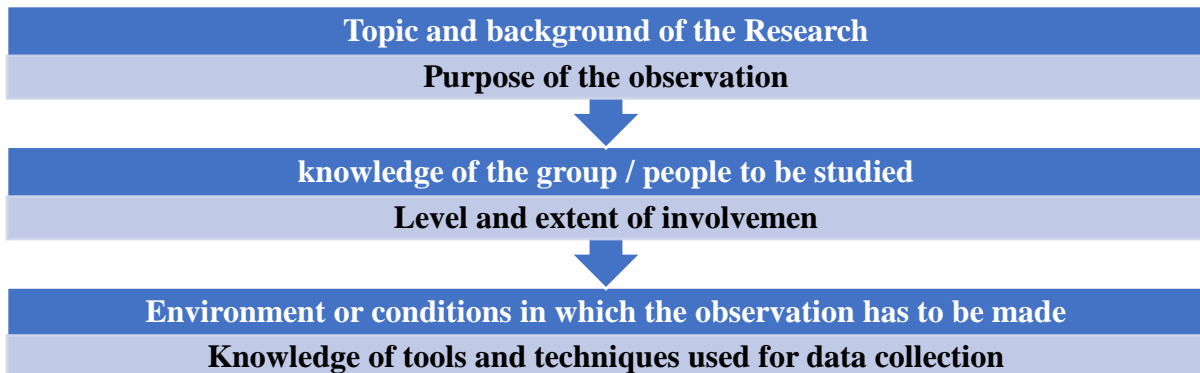 Topic and background of the Research
Purpose of the observation
knowledge of the group / people to be studied
Level and extent of involvemen
Environment or conditions in which the observation has to be made
Knowledge of tools and techniques used for data collection